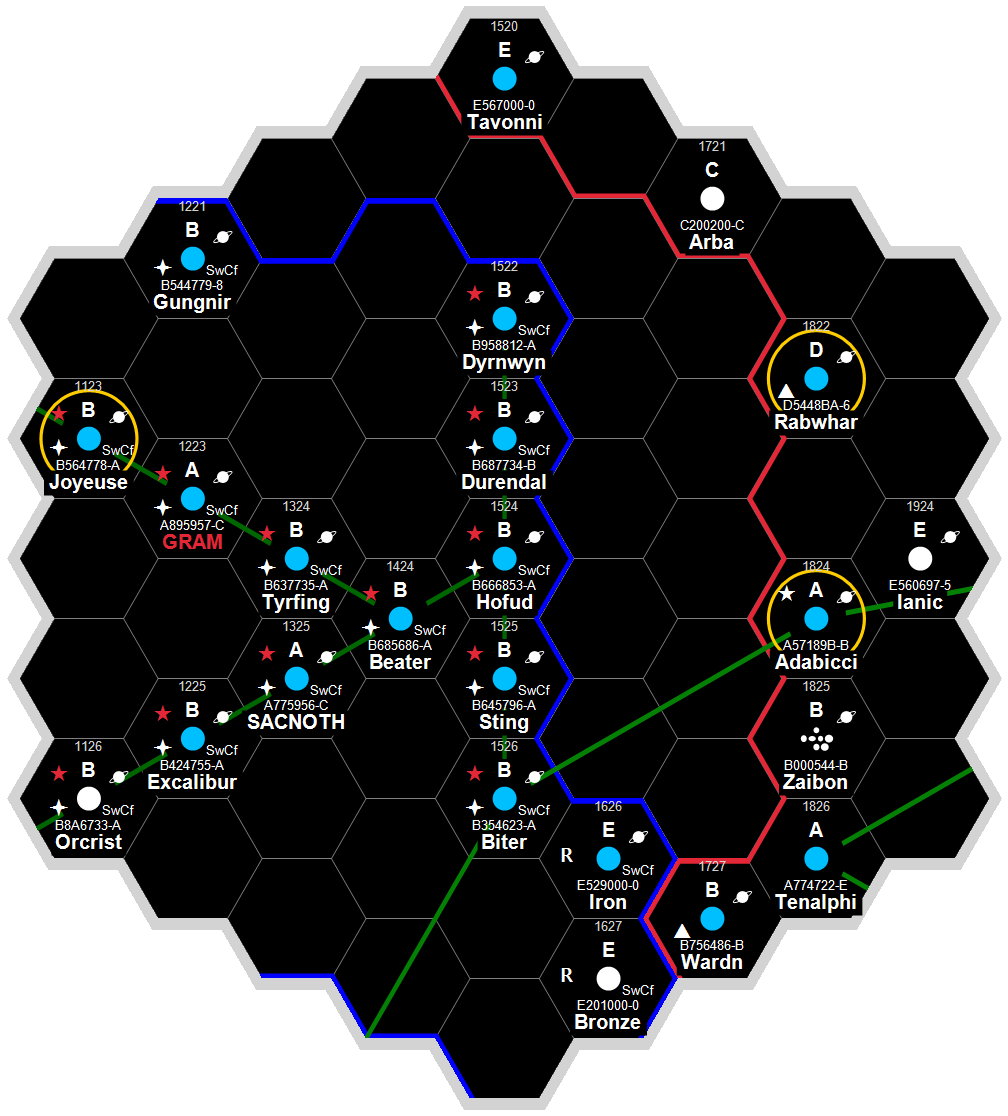 1520
E
E567000-0
Tavonni
1721
C
C200200-C
Arba
1221
B
SwCf
B544779-8
Gungnir
1522
B
SwCf
B958812-A
Dyrnwyn
1822
D
D5448BA-6
Rabwhar
1123
B
SwCf
B564778-A
Joyeuse
1523
B
SwCf
B687734-B
Durendal
1223
A
SwCf
A895957-C
GRAM
1324
B
SwCf
B637735-A
Tyrfing
1524
B
SwCf
B666853-A
Hofud
1924
E
E560697-5
Ianic
1424
B
SwCf
B685686-A
Beater
1824
A
A57189B-B
Adabicci
1325
A
SwCf
A775956-C
SACNOTH
1525
B
SwCf
B645796-A
Sting
1225
B
SwCf
B424755-A
Excalibur
1825
B
B000544-B
Zaibon
1126
B
SwCf
B8A6733-A
Orcrist
1526
B
SwCf
B354623-A
Biter
1626
E
R
SwCf
E529000-0
Iron
1826
A
A774722-E
Tenalphi
1727
B
B756486-B
Wardn
1627
E
R
SwCf
E201000-0
Bronze